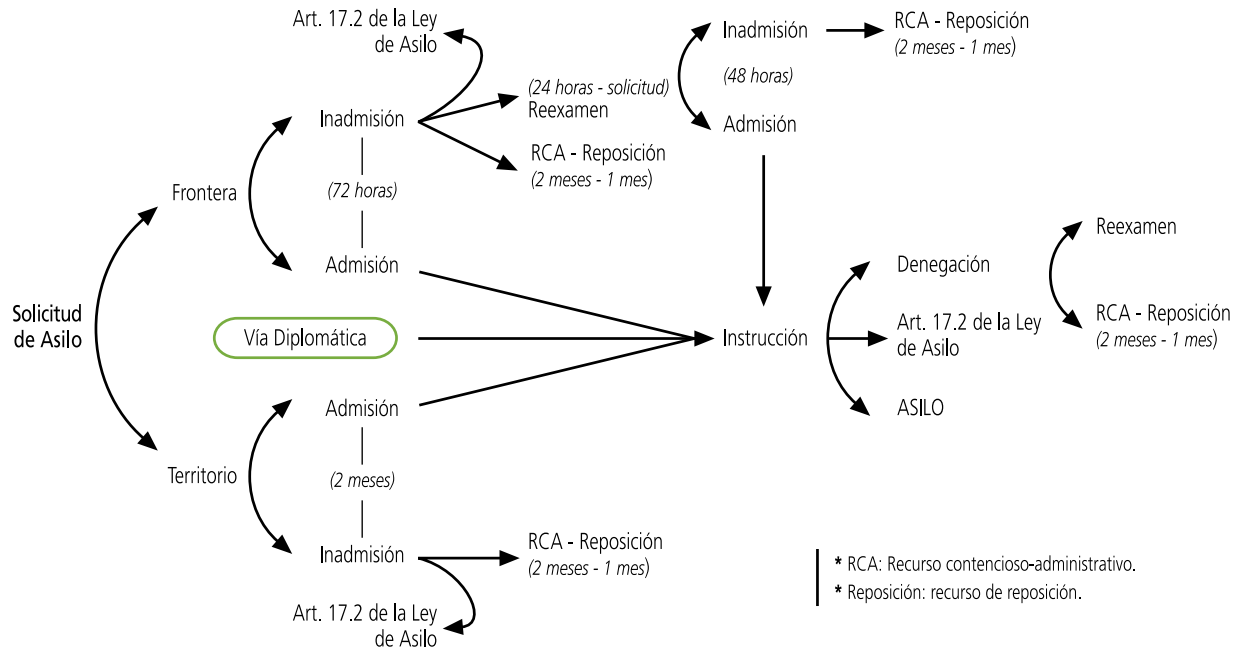 Art. 17.2 de la Ley
de Asilo
Inadmisión
RCA - Reposición
(2 meses - 1 mes)
(48 horas)
(24 horas - solicitud)
Reexamen
Inadmisión
Admisión
RCA - Reposición
(2 meses - 1 mes)
Frontera
(72 horas)
Admisión
Reexamen
Denegación
Solicitud
de Asilo
Vía Diplomática
Instrucción
Art. 17.2 de la Ley
de Asilo
RCA - Reposición
(2 meses - 1 mes)
Admisión
ASILO
Territorio
(2 meses)
Inadmisión
RCA - Reposición
(2 meses - 1 mes)
Art. 17.2 de la Ley
de Asilo
* RCA: Recurso contencioso-administrativo.
* Reposición: recurso de reposición.